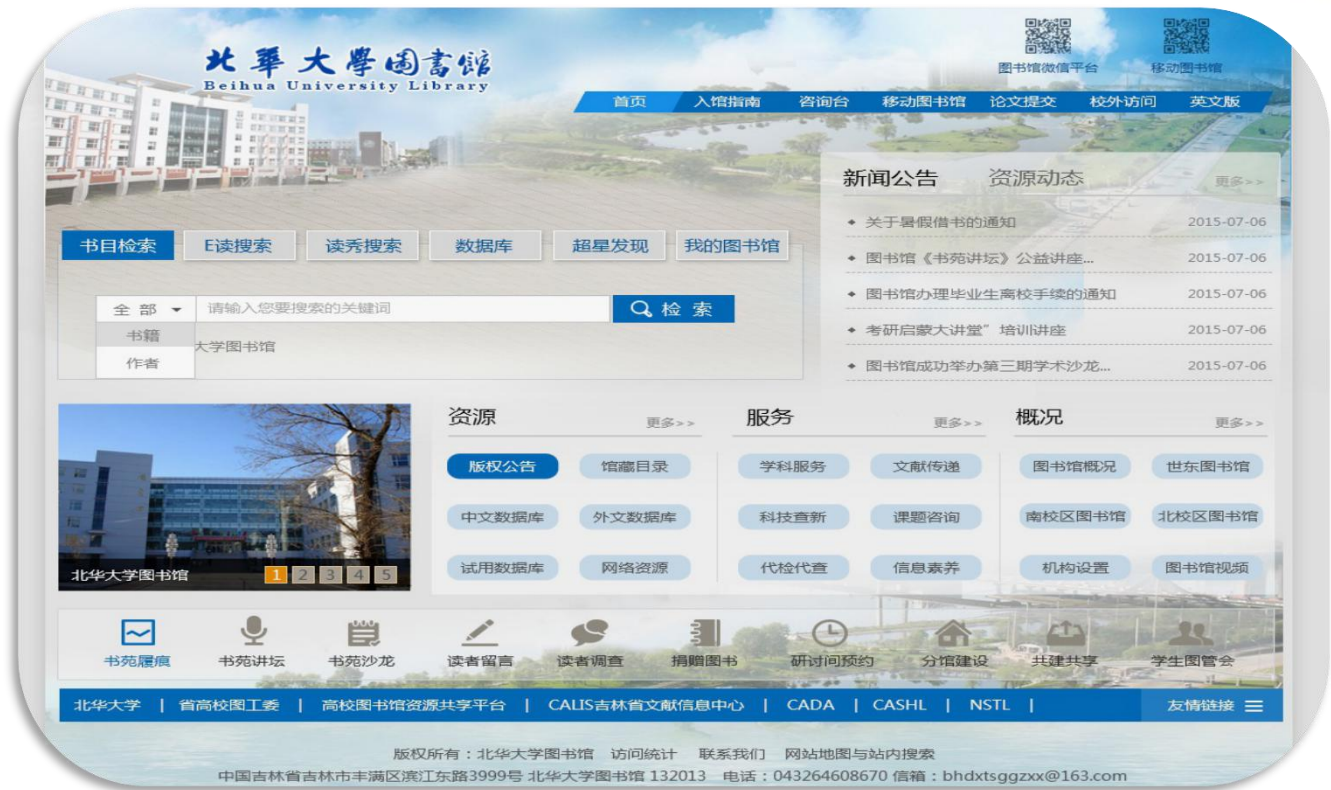 北華大學圖書館
Beihua University Library
图书馆微信平台 移动图书馆
首页 入馆指南 咨询台 移动图书馆 论文提交 校外访问 英文版
新闻公告 资源动态 更多>>
关于暑假借书的通知 2015-07-06
图书馆《书苑讲坛》公益讲座... 2015-07-06
图书馆办理毕业生离校手续的通知 2015-07-06
考研启蒙大讲堂”培训讲座 2015-07-06
图书馆成功举办第三期学术沙龙... 2015-07-06
书目检索 E读搜索 读秀搜索 数据库 超星发现 我的图书馆
全部 请输入您要搜索的关键词 检索
书籍
大学图书馆
作者
北华大学图书馆 1 2 3 4 5
资源 更多>>
版权公告 馆藏目录
中文数据库 外文数据库
试用数据库 网络资源
服务 更多>>
学科服务 文献传递
科技查新 课题咨询
代检代查 信息素养
概况 更多>>
图书馆概况 世东图书馆
南校区图书馆 北校区图书馆
机构设置 图书馆视频
书苑履痕 书苑讲坛 书苑沙龙 读者留言 读者调查 捐赠图书 研讨间预约 分馆建设 共建共享 学生图管会
北华大学 | 省高校图工委 | 高校图书馆资源共享平台 | CALIS吉林省文献信息中心 | CADA | CASHL | NSTL | 友情链接
版权所有：北华大学图书馆 访问统计 联系我们 网站地图与站内搜索
中国吉林省吉林市丰满区滨江东路3999号 北华大学图书馆 132013 电话：043264608670 信箱：bhdxtsggzxx@163.com